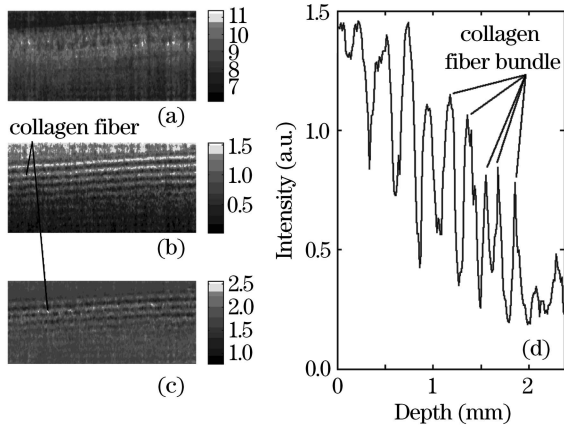 11
10
9
8
7
(a)
collagen fiber
1.5
1.0
0.5
(b)
2.5
2.0
1.5
1.0
(c)
1.5
1.0
0.5
0.0
Intensity (a.u.)
collagen
fiber bundle
(d)
0
1
2
Depth (mm)